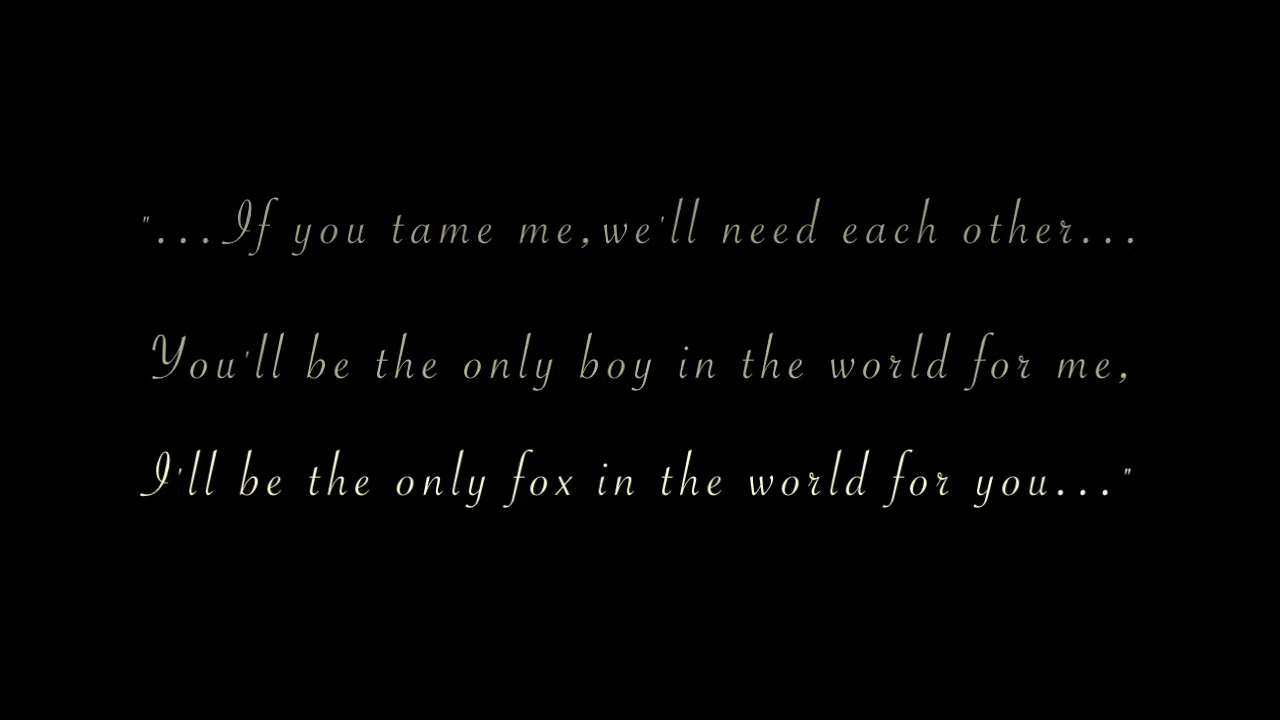 "...If you tame me,we'll need each other...
You'll be the only boy in the world for me,
I'll be the only fox in the world for you..."